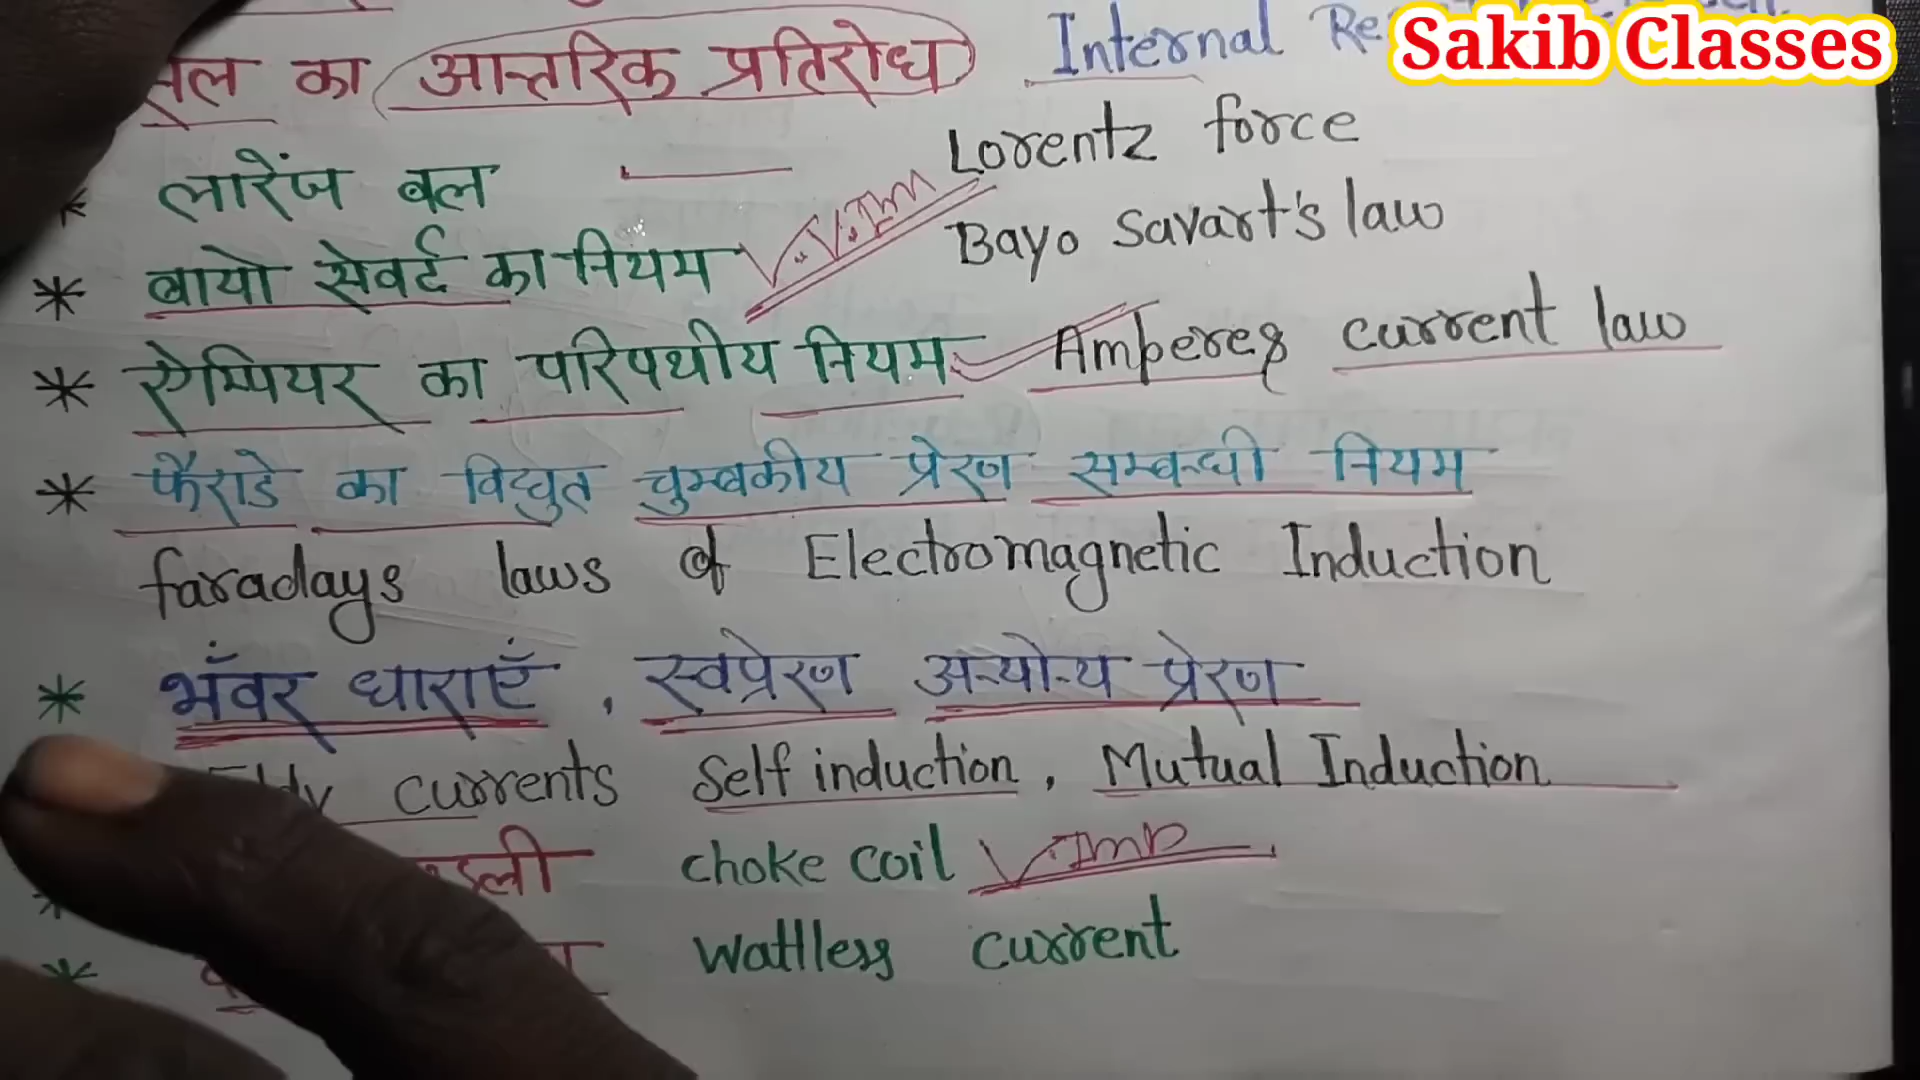 का आन्तरिक प्रतिरोध Internal
Sakib Classes
* लारेंज बल Lorentz force
* बायो सेवर्ट का नियम V.Imp Bayo Savart's law
* ऐम्पियर का परिपथीय नियम Amperes current law
* फैराडे का विद्युत चुम्बकीय प्रेरण सम्बन्धी नियम
faradays laws of Electromagnetic Induction
* भँवर धाराएँ, स्वप्रेरण अन्योन्य प्रेरण
currents Self induction, Mutual Induction
choke coil V.Imp
* wattless current